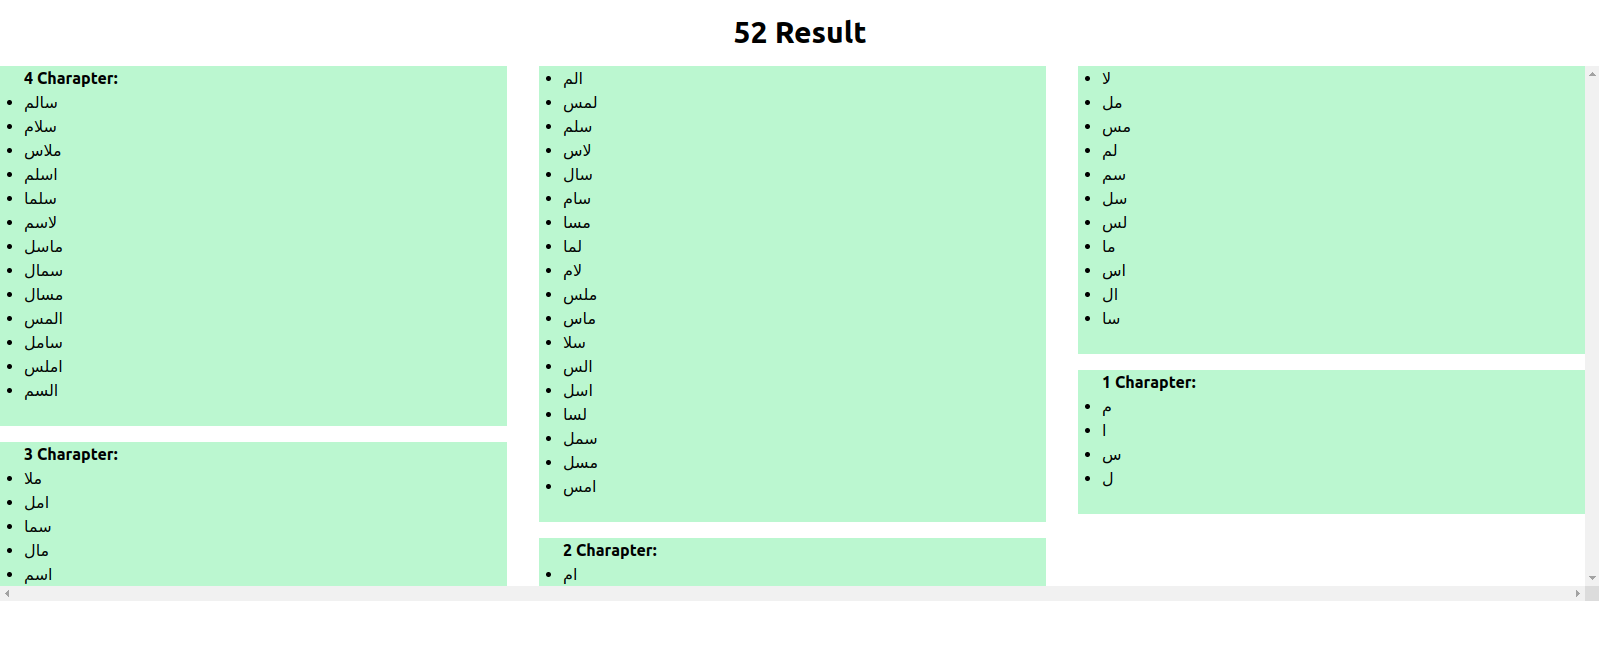 52 Result
4 Charapter:
سالم
سلام
ملاس
اسلم
سلما
لاسم
ماسل
سمال
مسال
المس
سامل
املس
السم
3 Charapter:
ملا
امل
سما
مال
اسم
الم
لمس
سلم
لاس
سال
سام
مسا
لما
لام
ملس
ماس
سلا
الس
اسل
لسا
سمل
مسل
امس
2 Charapter:
ام
لا
مل
مس
لم
سم
سل
لس
ما
اس
ال
سا
1 Charapter:
م
ا
س
ل